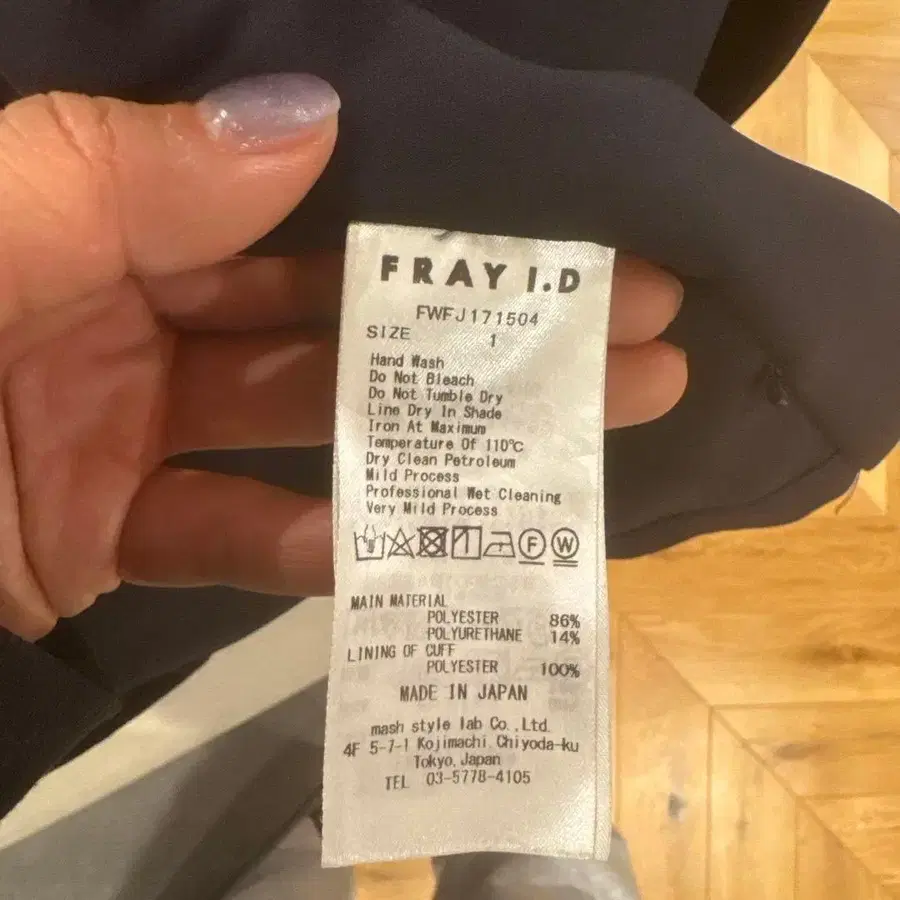 FRAY I.D
FWFJ171504
SIZE 1
Hand Wash
Do Not Bleach
Do Not Tumble Dry
Line Dry In Shade
Iron At Maximum
Temperature Of 110℃
Dry Clean Petroleum
Mild Process
Professional Wet Cleaning
Very Mild Process
F W
MAIN MATERIAL
POLYESTER 86%
POLYURETHANE 14%
LINING OF CUFF
POLYESTER 100%
MADE IN JAPAN
mash style lab Co.,Ltd.
4F 5-7-1 Kojimachi, Chiyoda-ku
Tokyo, Japan
TEL 03-5778-4105